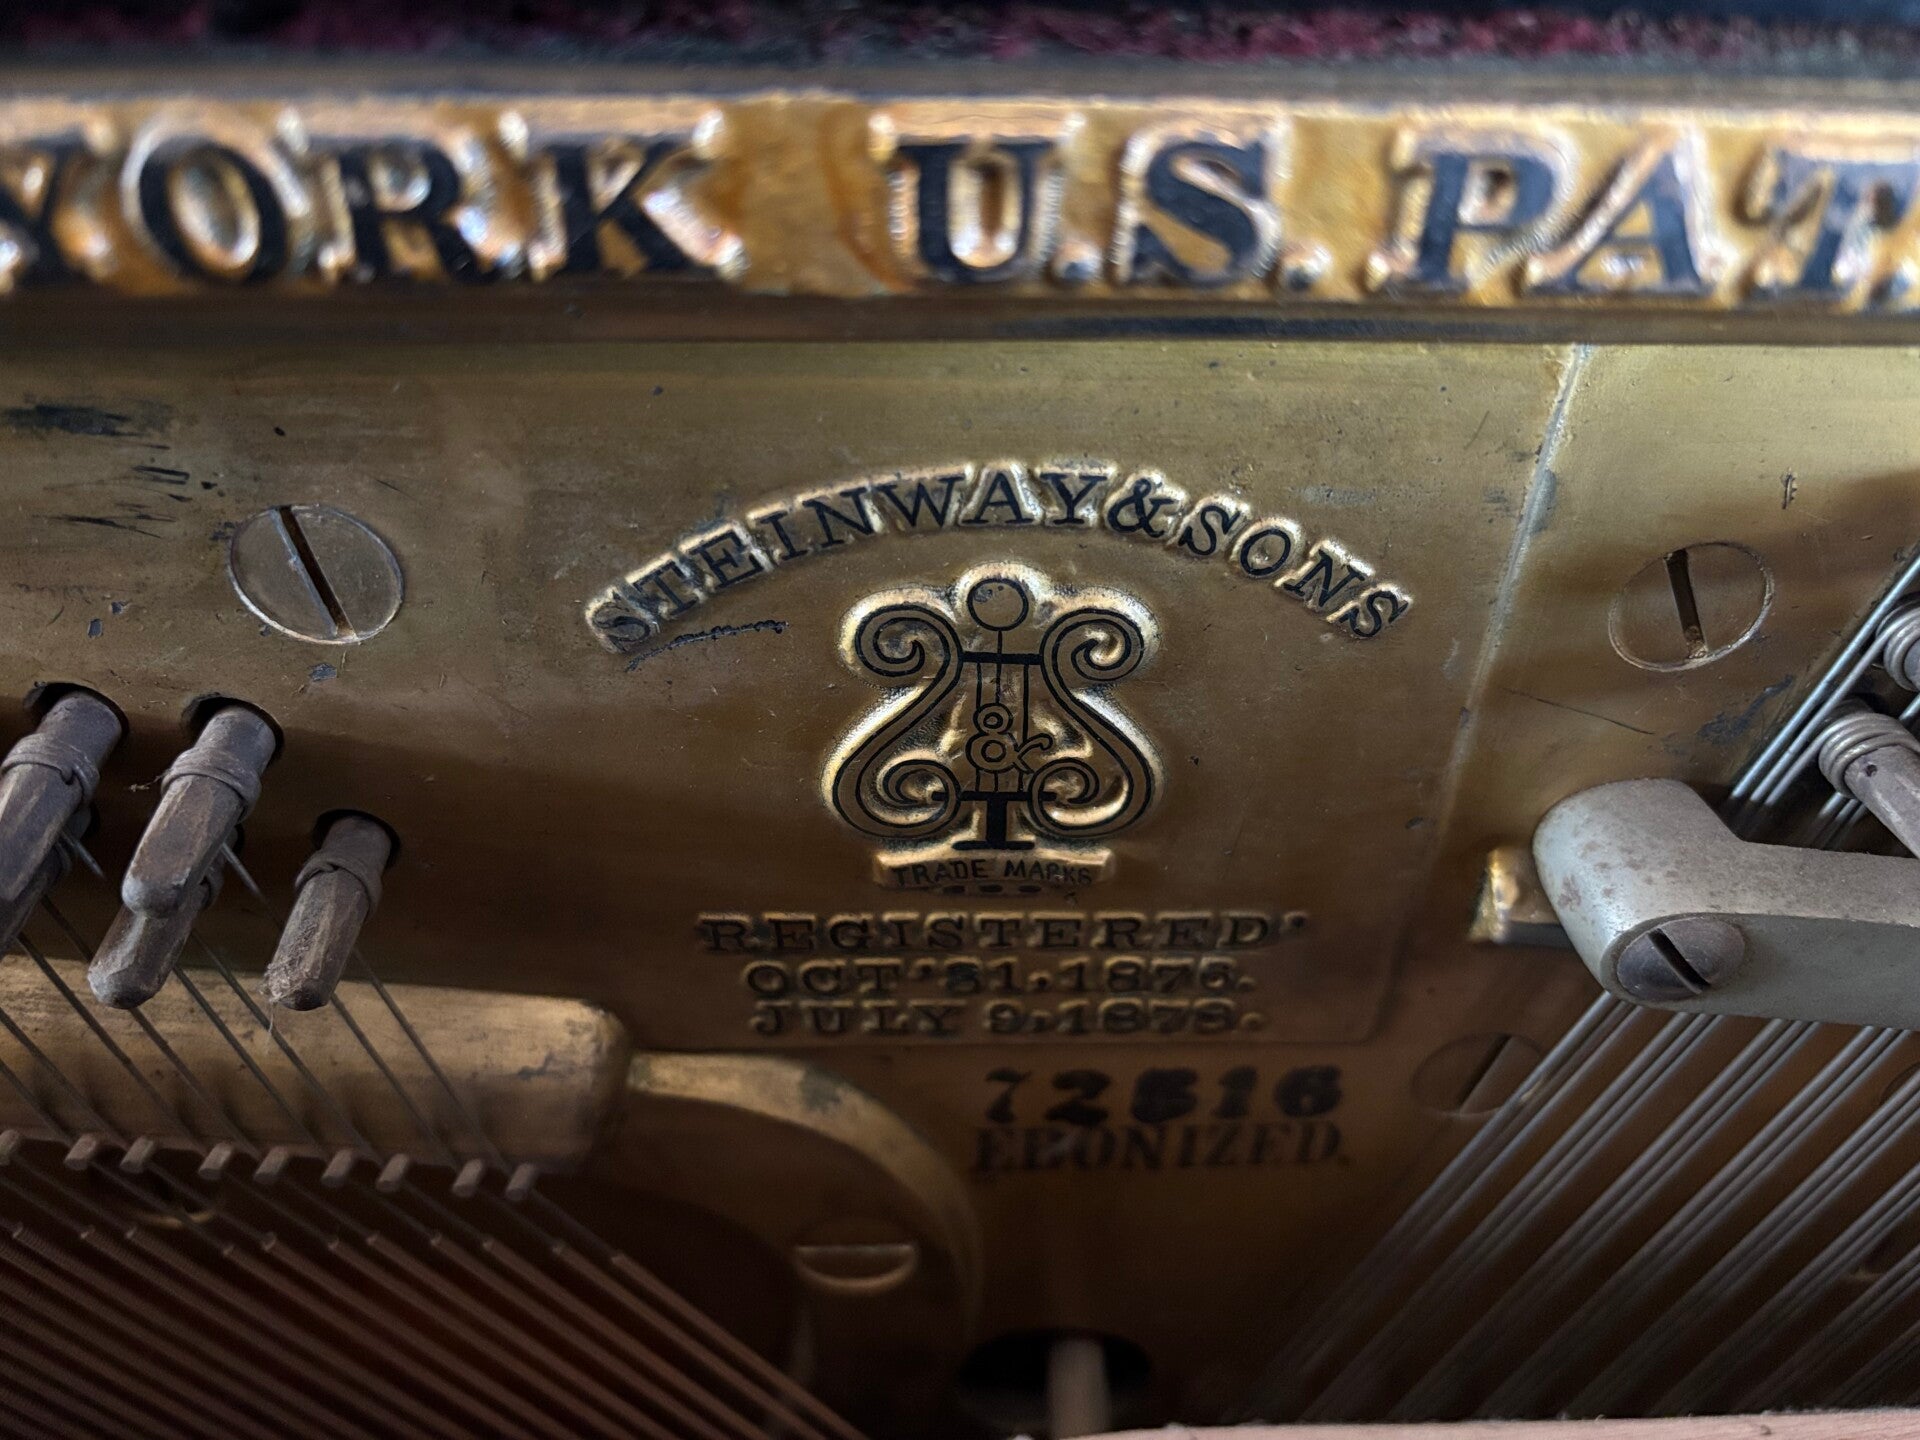 YORK U.S. PAT.
STEINWAY & SONS
&
TRADE MARKS
REGISTERED
OCT. 31, 1876.
JULY 9, 1878.
72516
EBONIZED.